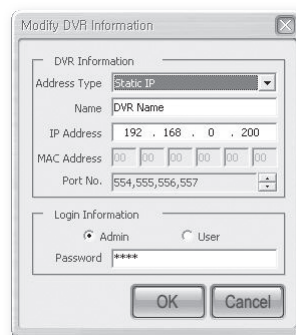 Modify DVR Information
DVR Information
Address Type Static IP
Name DVR Name
IP Address 192 . 168 . 0 . 200
MAC Address 00 00 00 00 00 00
Port No. 554,555,556,557
Login Information
Admin User
Password ****
OK Cancel